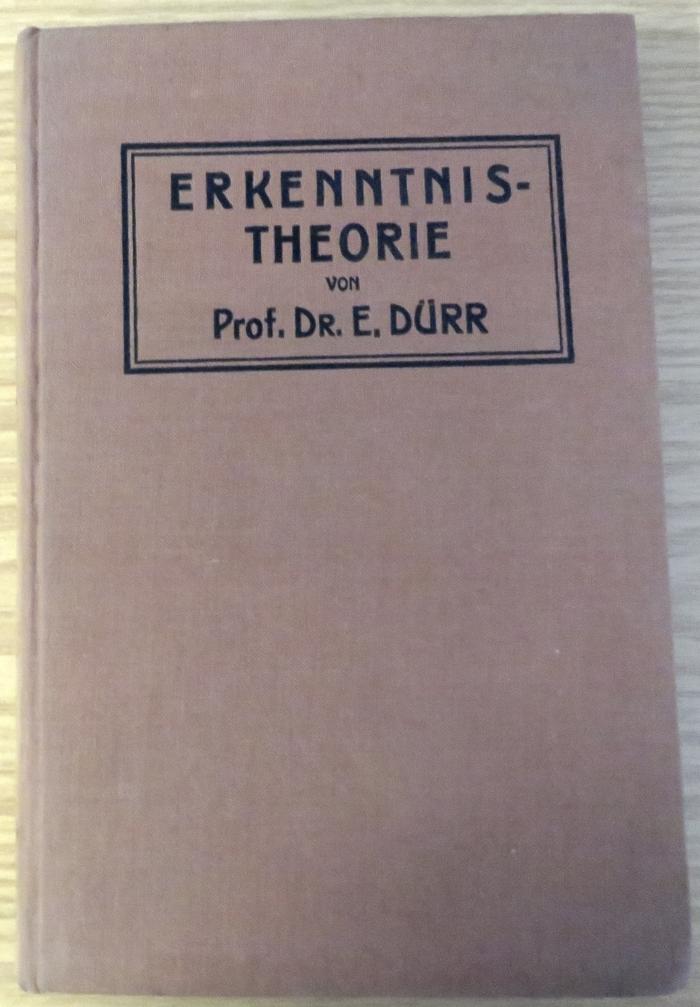 ERKENNTNIS-
THEORIE
VON
Prof. DR. E. DÜRR